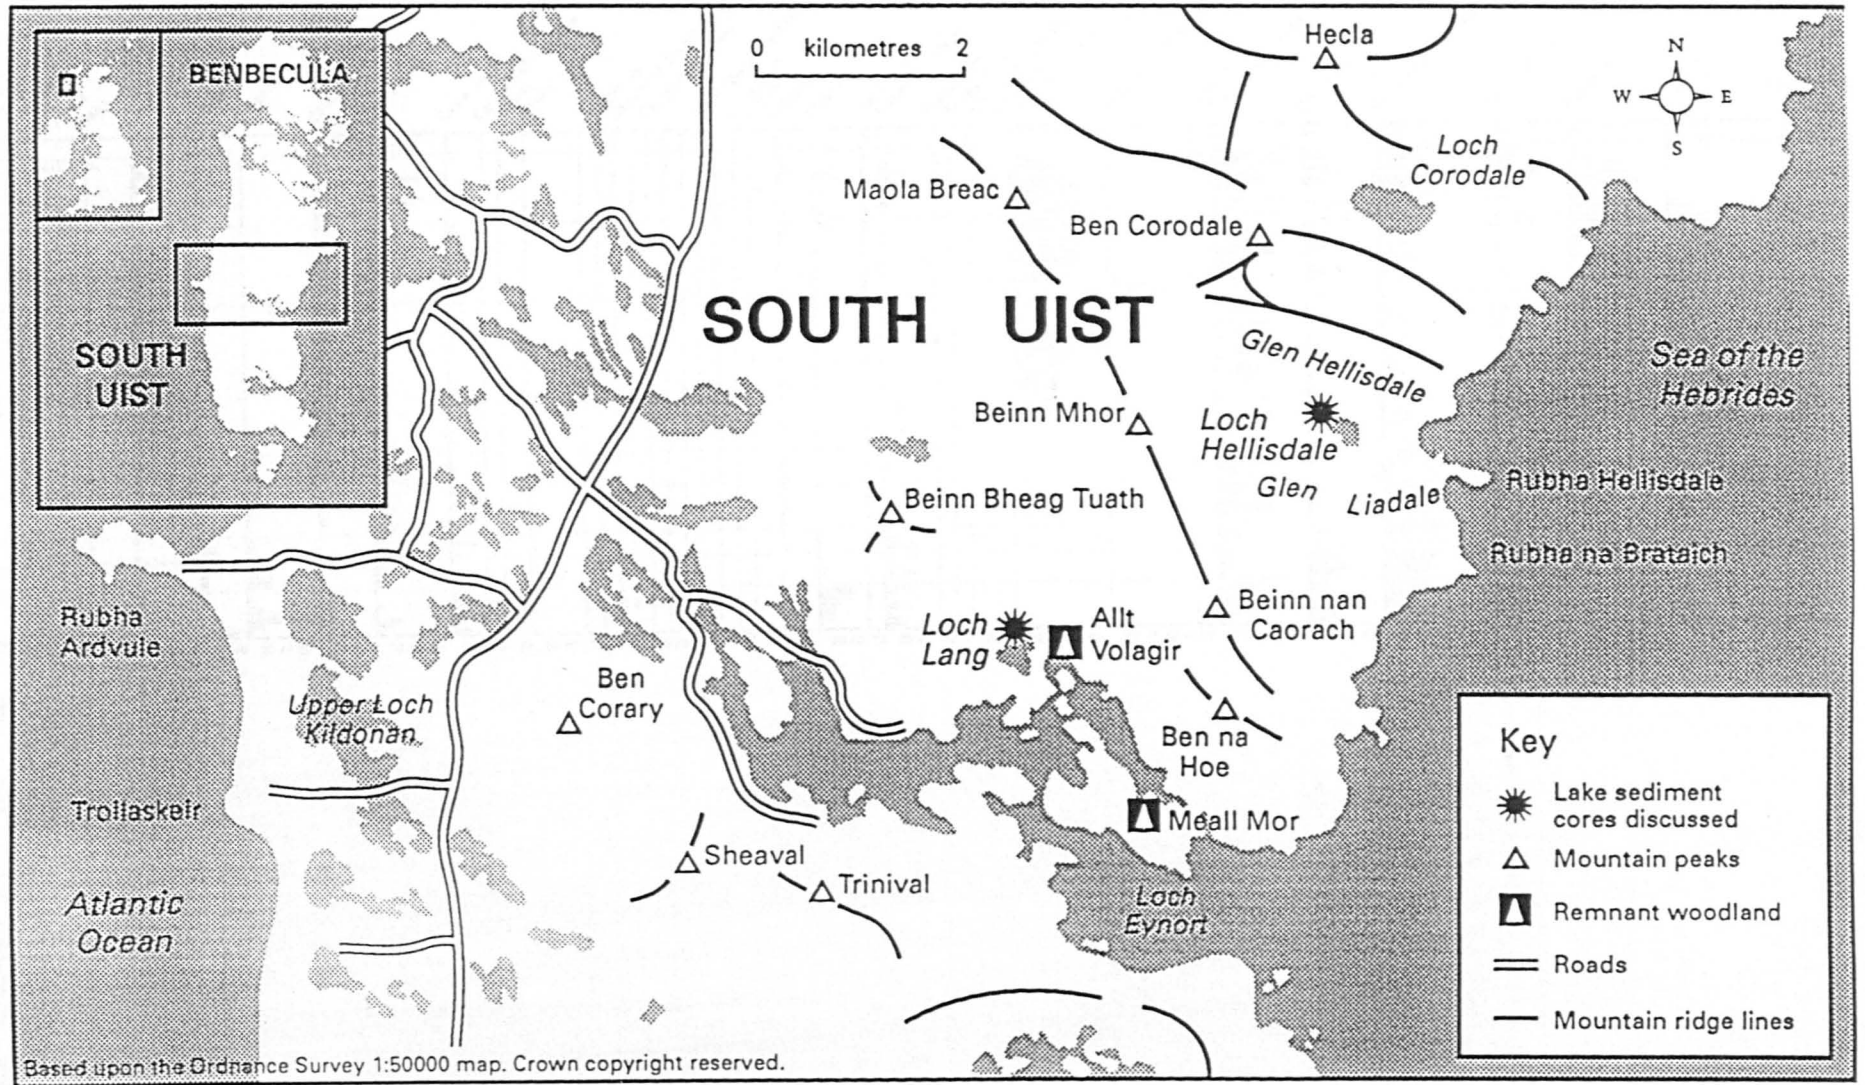 BENBECULA
SOUTH
UIST
0 kilometres 2
Hecla
N
W E
S
Loch
Corodale
Maola Breac
Ben Corodale
SOUTH UIST
Glen Hellisdale
Sea of the
Hebrides
Beinn Mhor
Loch
Hellisdale
Glen Liadale
Rubha Hellisdale
Beinn Bheag Tuath
Rubha na Brataich
Rubha
Ardvule
Loch
Lang
Allt
Volagir
Beinn nan
Caorach
Ben
Corary
Upper Loch
Kildonan
Ben na
Hoe
Trollaskeir
Meall Mor
Sheaval
Trinival
Atlantic
Ocean
Loch
Eynort
Key
Lake sediment
cores discussed
Mountain peaks
Remnant woodland
Roads
Mountain ridge lines
Based upon the Ordnance Survey 1:50000 map. Crown copyright reserved.